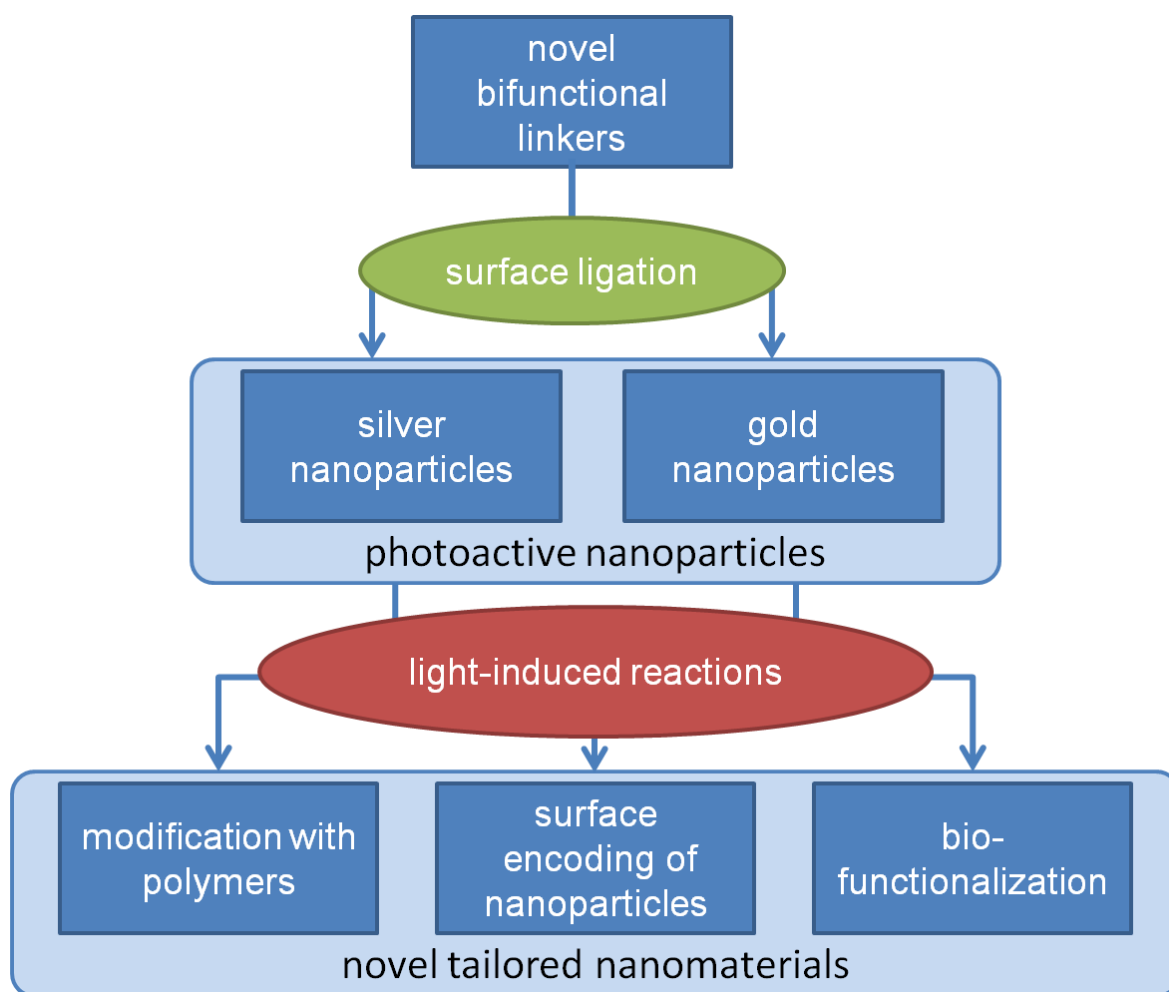 novel
bifunctional
linkers
surface ligation
silver
nanoparticles
gold
nanoparticles
photoactive nanoparticles
light-induced reactions
modification with
polymers
surface
encoding of
nanoparticles
bio-
functionalization
novel tailored nanomaterials